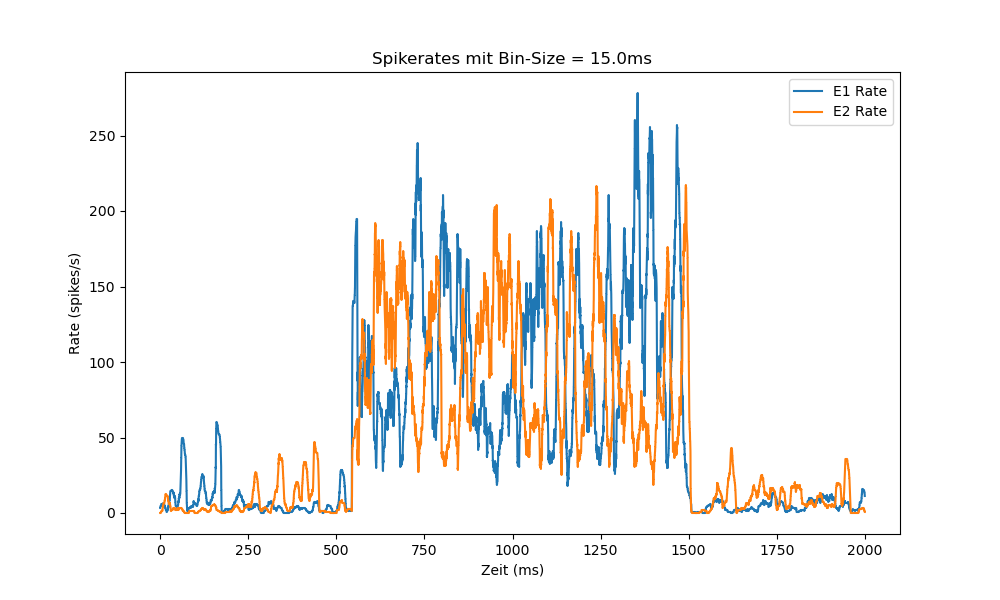 Spikerates mit Bin-Size = 15.0ms
E1 Rate
E2 Rate
250
200
150
100
50
0
Rate (spikes/s)
0 250 500 750 1000 1250 1500 1750 2000
Zeit (ms)